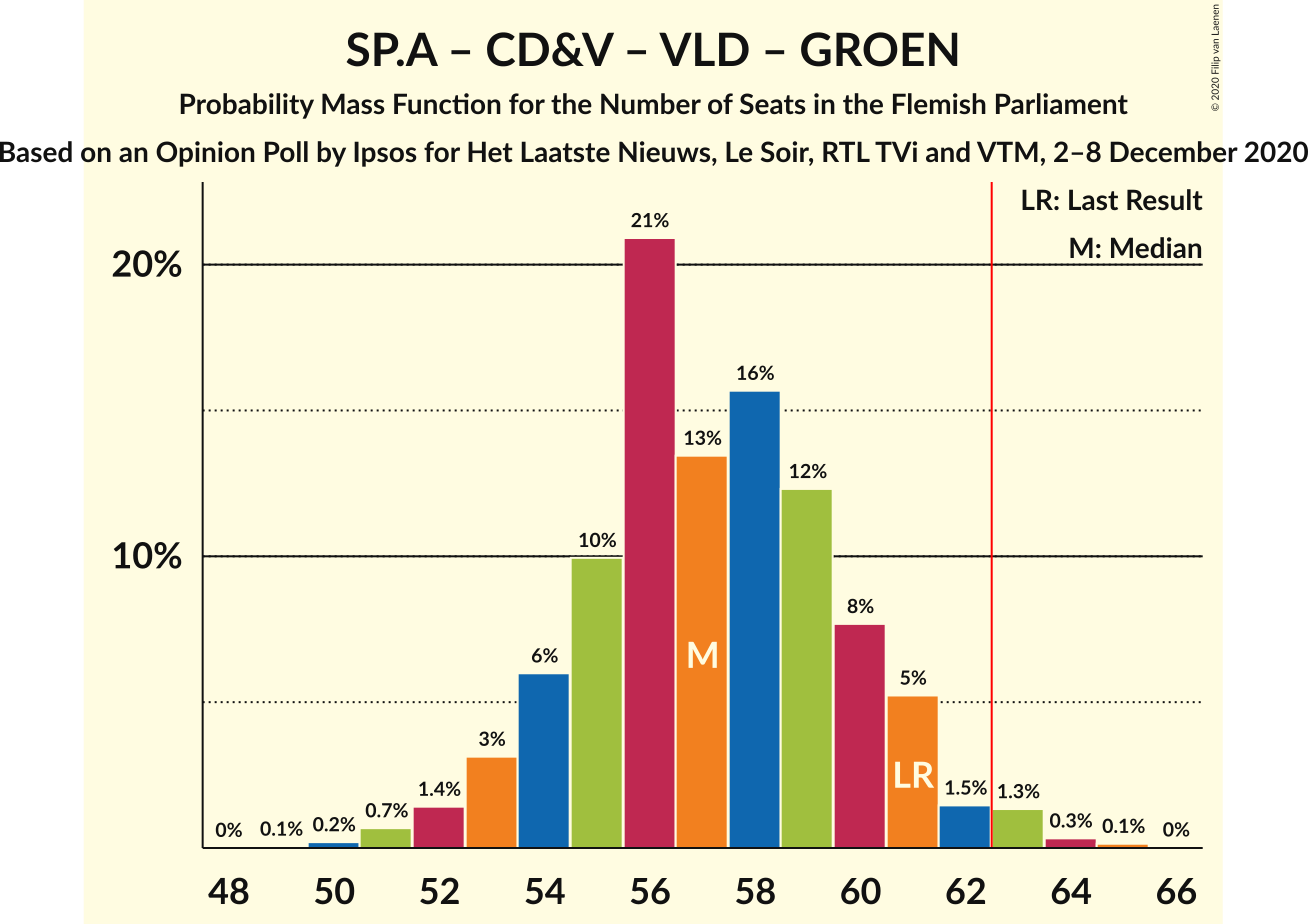 SP.A – CD&V – VLD – GROEN
Probability Mass Function for the Number of Seats in the Flemish Parliament
Based on an Opinion Poll by Ipsos for Het Laatste Nieuws, Le Soir, RTL TVi and VTM, 2–8 December 2020
© 2020 Filip van Laenen
LR: Last Result
M: Median
20%
10%
0%
0.1%
0.2%
0.7%
1.4%
3%
6%
10%
21%
13%
16%
12%
8%
5%
1.5%
1.3%
0.3%
0.1%
0%
M
LR
48 50 52 54 56 58 60 62 64 66